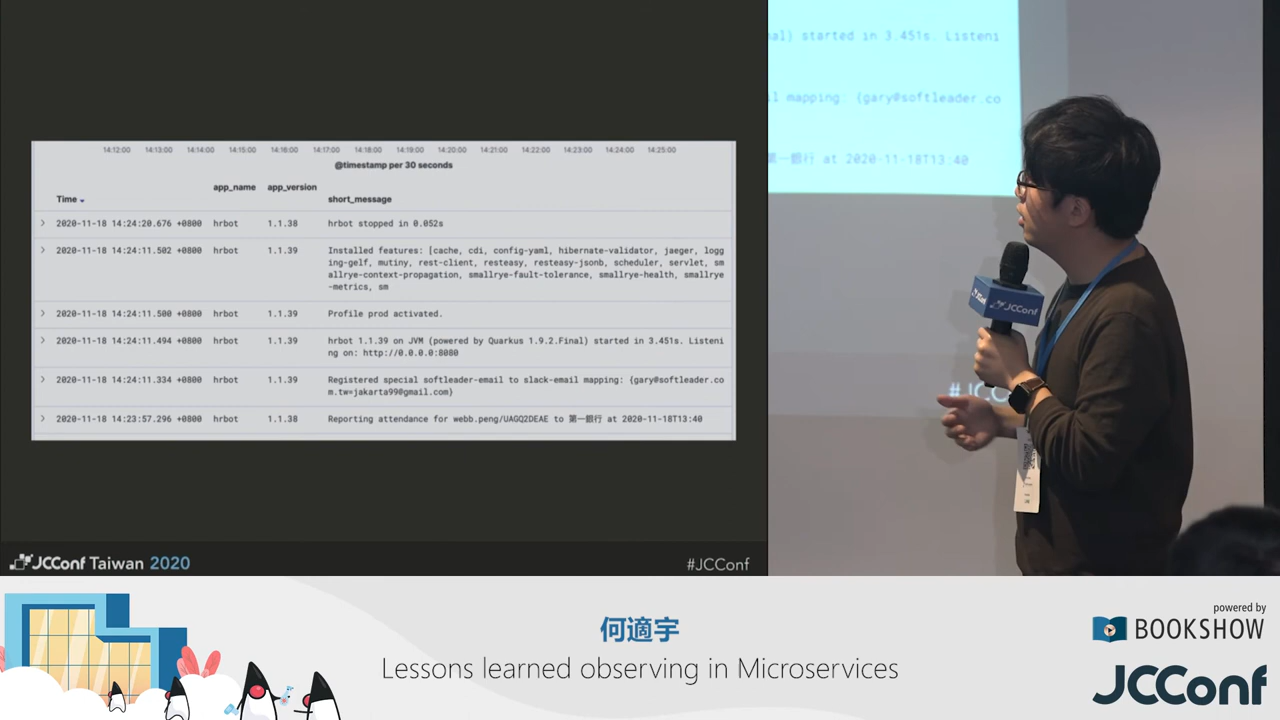 14:12:00 14:13:00 14:14:00 14:15:00 14:16:00 14:17:00 14:18:00 14:19:00 14:20:00 14:21:00 14:22:00 14:23:00 14:24:00 14:25:00
@timestamp per 30 seconds
Time app_name app_version short_message
2020-11-18 14:24:20.676 +0800 hrbot 1.1.38 hrbot stopped in 0.052s
2020-11-18 14:24:11.502 +0800 hrbot 1.1.39 Installed features: [cache, cdi, config-yaml, hibernate-validator, jaeger, logg
ing-gelf, mutiny, rest-client, resteasy, resteasy-jsonb, scheduler, servlet, sm
allrye-context-propagation, smallrye-fault-tolerance, smallrye-health, smallrye
-metrics, sm
2020-11-18 14:24:11.500 +0800 hrbot 1.1.39 Profile prod activated.
2020-11-18 14:24:11.494 +0800 hrbot 1.1.39 hrbot 1.1.39 on JVM (powered by Quarkus 1.9.2.Final) started in 3.451s. Listeni
ng on: http://0.0.0.0:8080
2020-11-18 14:24:11.334 +0800 hrbot 1.1.39 Registered special softleader-email to slack-email mapping: {gary@softleader.co
m.tw=jakarta99@gmail.com}
2020-11-18 14:23:57.296 +0800 hrbot 1.1.38 Reporting attendance for webb.peng/UAGQ2DEAE to 第一銀行 at 2020-11-18T13:40
JCConf Taiwan 2020
#JCConf
nal) started in 3.451s. Listeni
l mapping: {gary@softleader.co
第一銀行 at 2020-11-18T13:40
#JCC
JCConf
何適宇
Lessons learned observing in Microservices
powered by
BOOKSHOW
JCConf